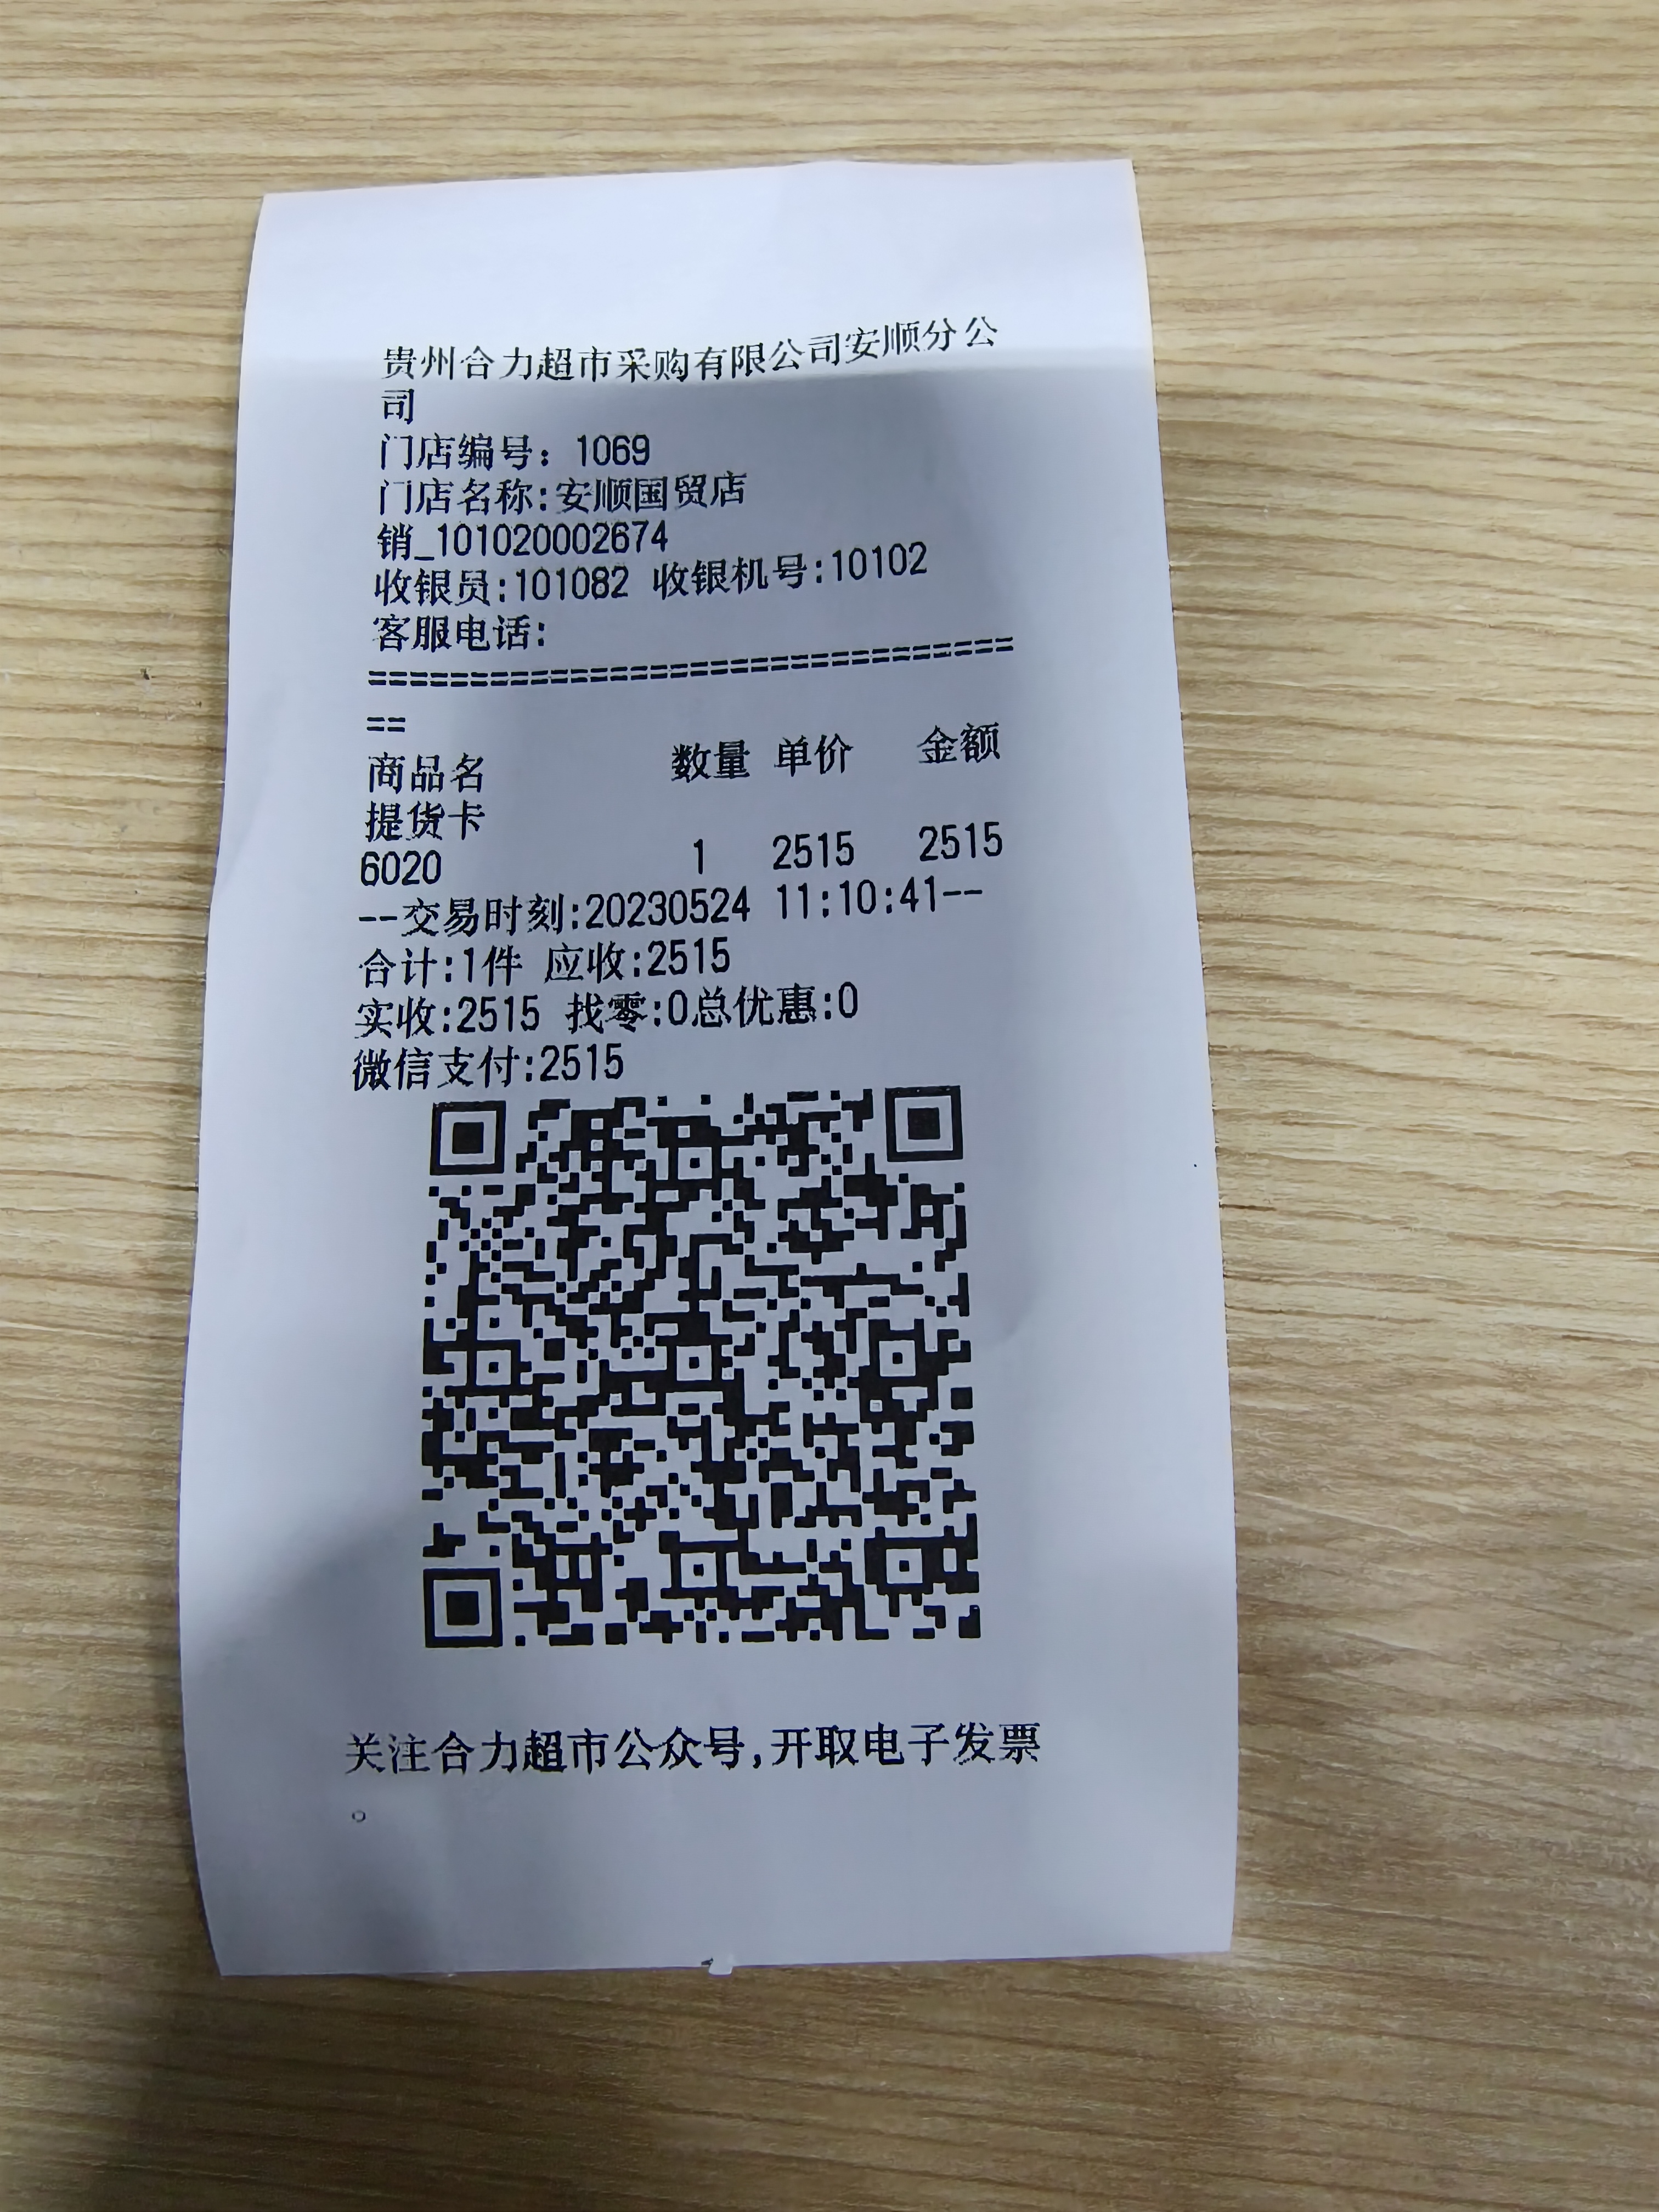 贵州合力超市采购有限公司安顺分公
司
门店编号：1069
门店名称:安顺国贸店
销_101020002674
收银员:101082 收银机号:10102
客服电话:
================================
==
商品名 数量 单价 金额
提货卡
6020 1 2515 2515
--交易时刻:20230524 11:10:41--
合计:1件 应收:2515
实收:2515 找零:0总优惠:0
微信支付:2515
关注合力超市公众号,开取电子发票
。